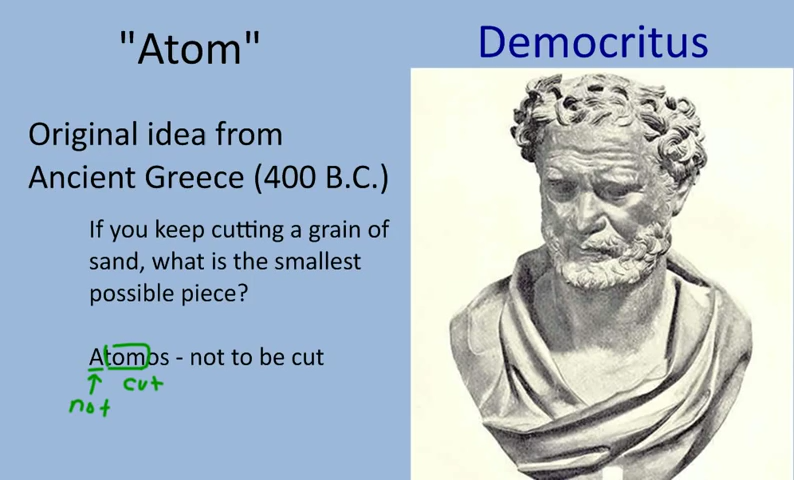 "Atom"
Democritus
Original idea from
Ancient Greece (400 B.C.)
If you keep cutting a grain of
sand, what is the smallest
possible piece?
Atomos - not to be cut
cut
not